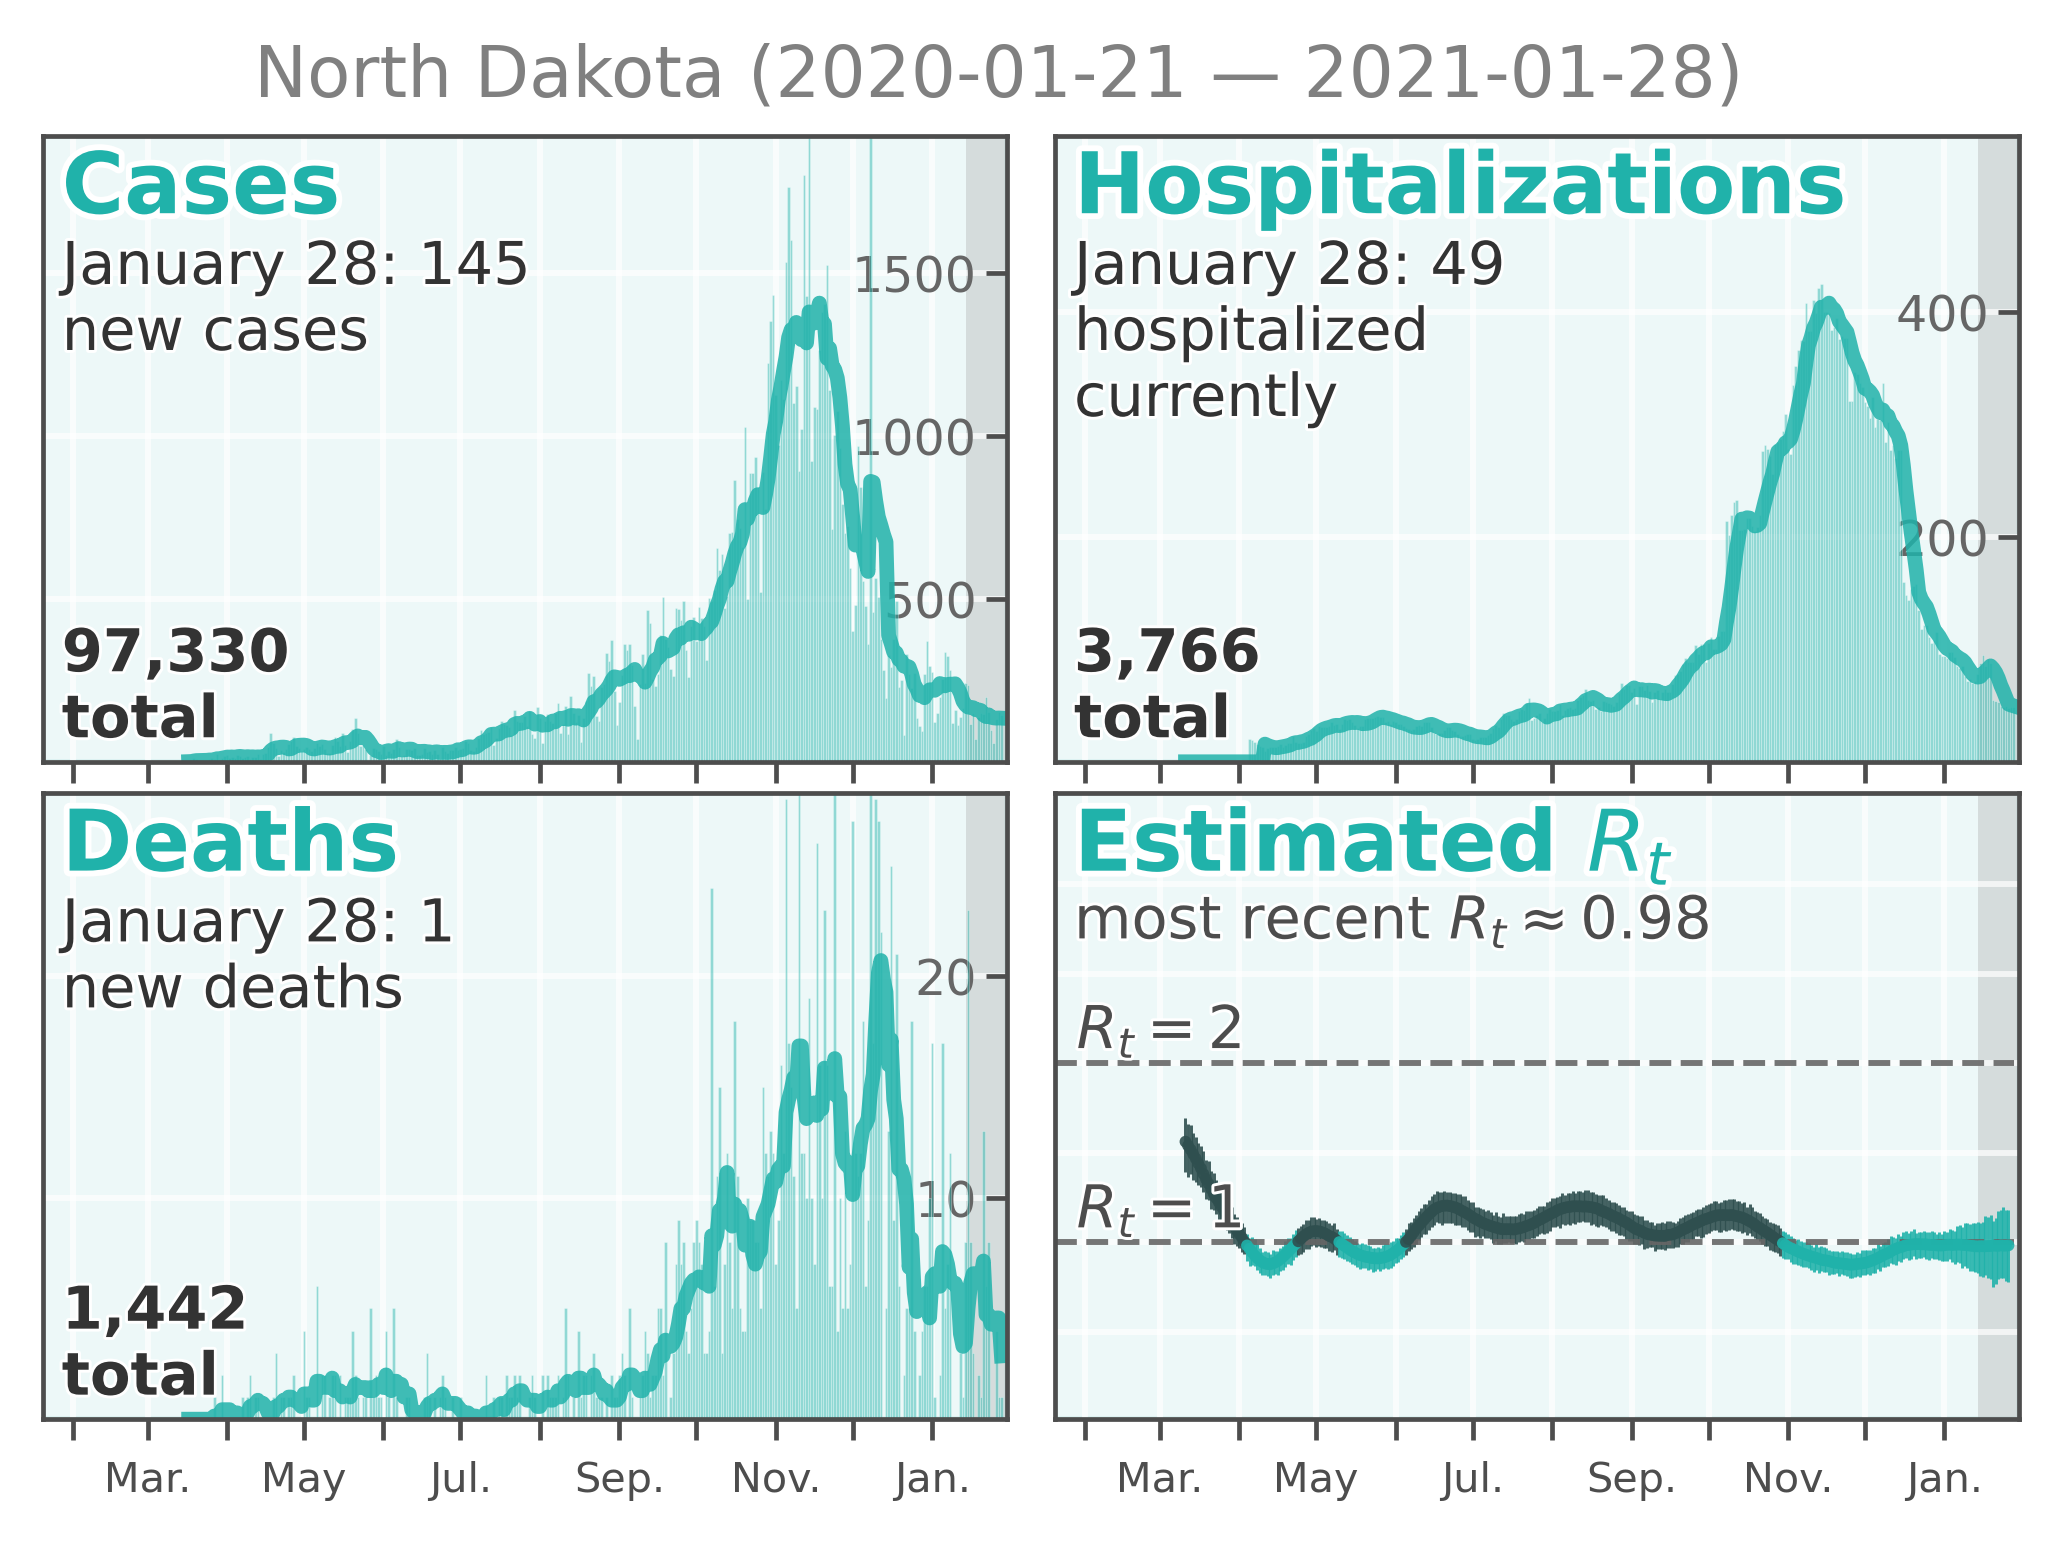 North Dakota (2020-01-21 — 2021-01-28)
Cases
January 28: 145
new cases
1500
1000
500
97,330
total
Hospitalizations
January 28: 49
hospitalized
currently
400
200
3,766
total
Deaths
January 28: 1
new deaths
20
10
1,442
total
Mar. May Jul. Sep. Nov. Jan.
Estimated Rₜ
most recent Rₜ ≈ 0.98
Rₜ = 2
Rₜ = 1
Mar. May Jul. Sep. Nov. Jan.